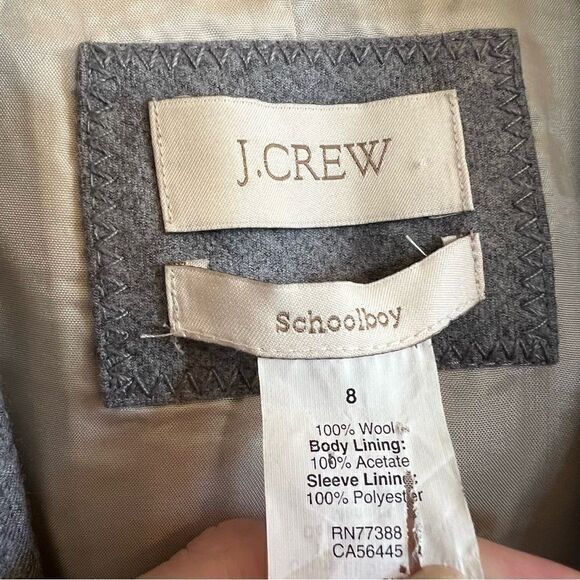 J.CREW
Schoolboy
8
100% Wool
Body Lining:
100% Acetate
Sleeve Lining:
100% Polyester
RN77388
CA56445